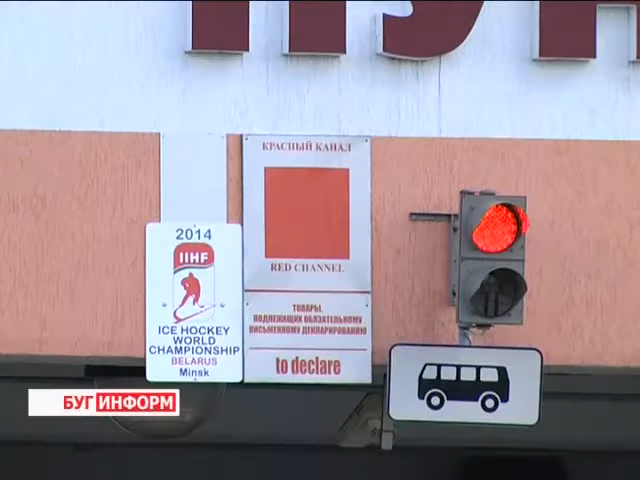 КРАСНЫЙ КАНАЛ
RED CHANNEL
ТОВАРЫ,
ПОДЛЕЖАЩИХ ОБЯЗАТЕЛЬНОМУ
ПИСЬМЕННОМУ ДЕКЛАРИРОВАНИЮ
to declare
2014
IIHF
ICE HOCKEY
WORLD
CHAMPIONSHIP
BELARUS
Minsk
БУГИНФОРМ